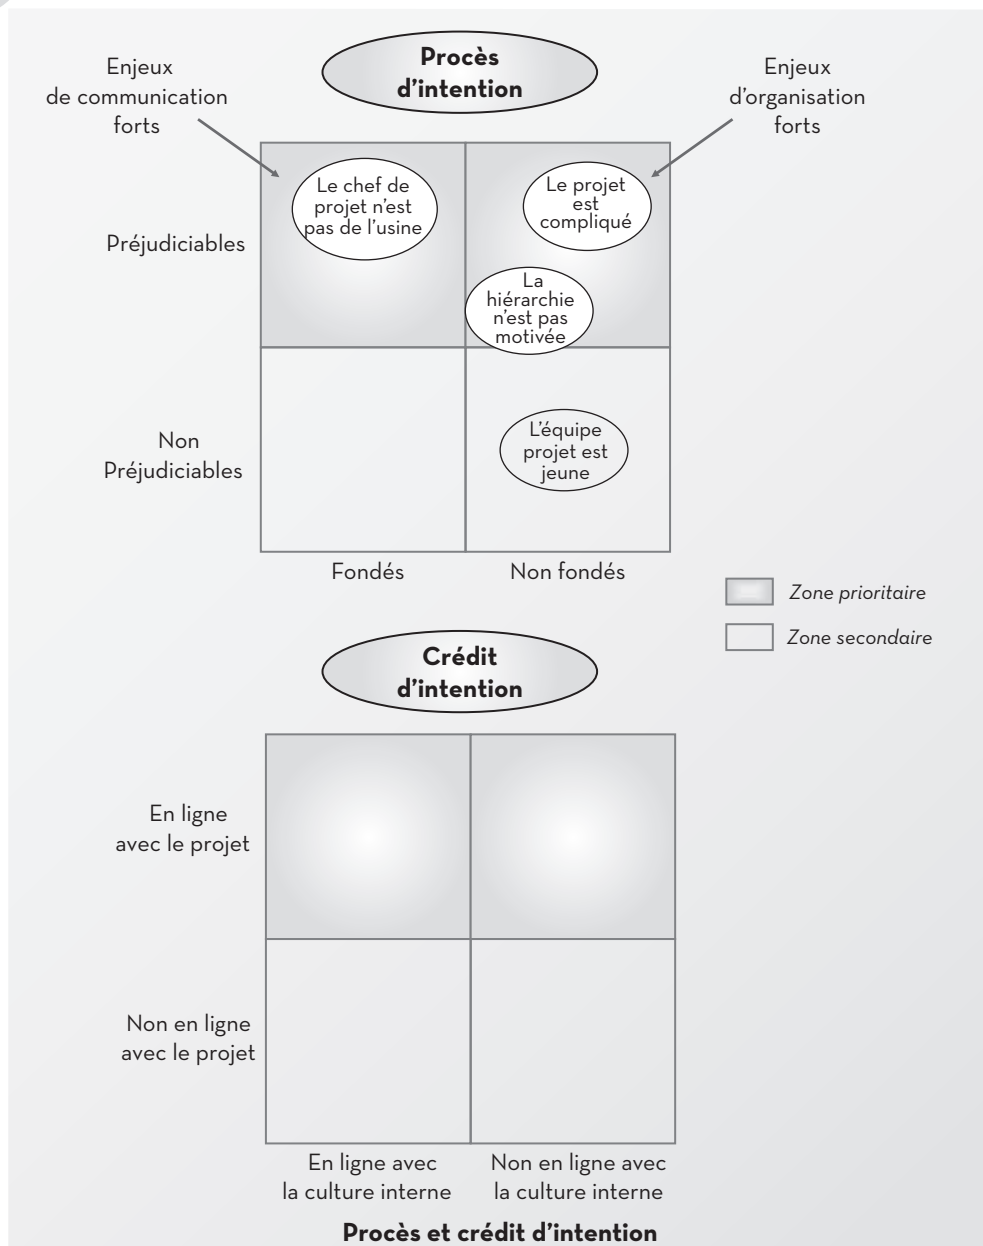 Procès
d'intention
Enjeux
de communication
forts
Enjeux
d'organisation
forts
Préjudiciables
Le chef de
projet n'est
pas de l'usine
Le projet
est
compliqué
La
hiérarchie
n'est pas
motivée
Non
Préjudiciables
L'équipe
projet est
jeune
Fondés
Non fondés
Zone prioritaire
Zone secondaire
Crédit
d'intention
En ligne
avec le projet
Non en ligne
avec le projet
En ligne avec
la culture interne
Non en ligne avec
la culture interne
Procès et crédit d'intention